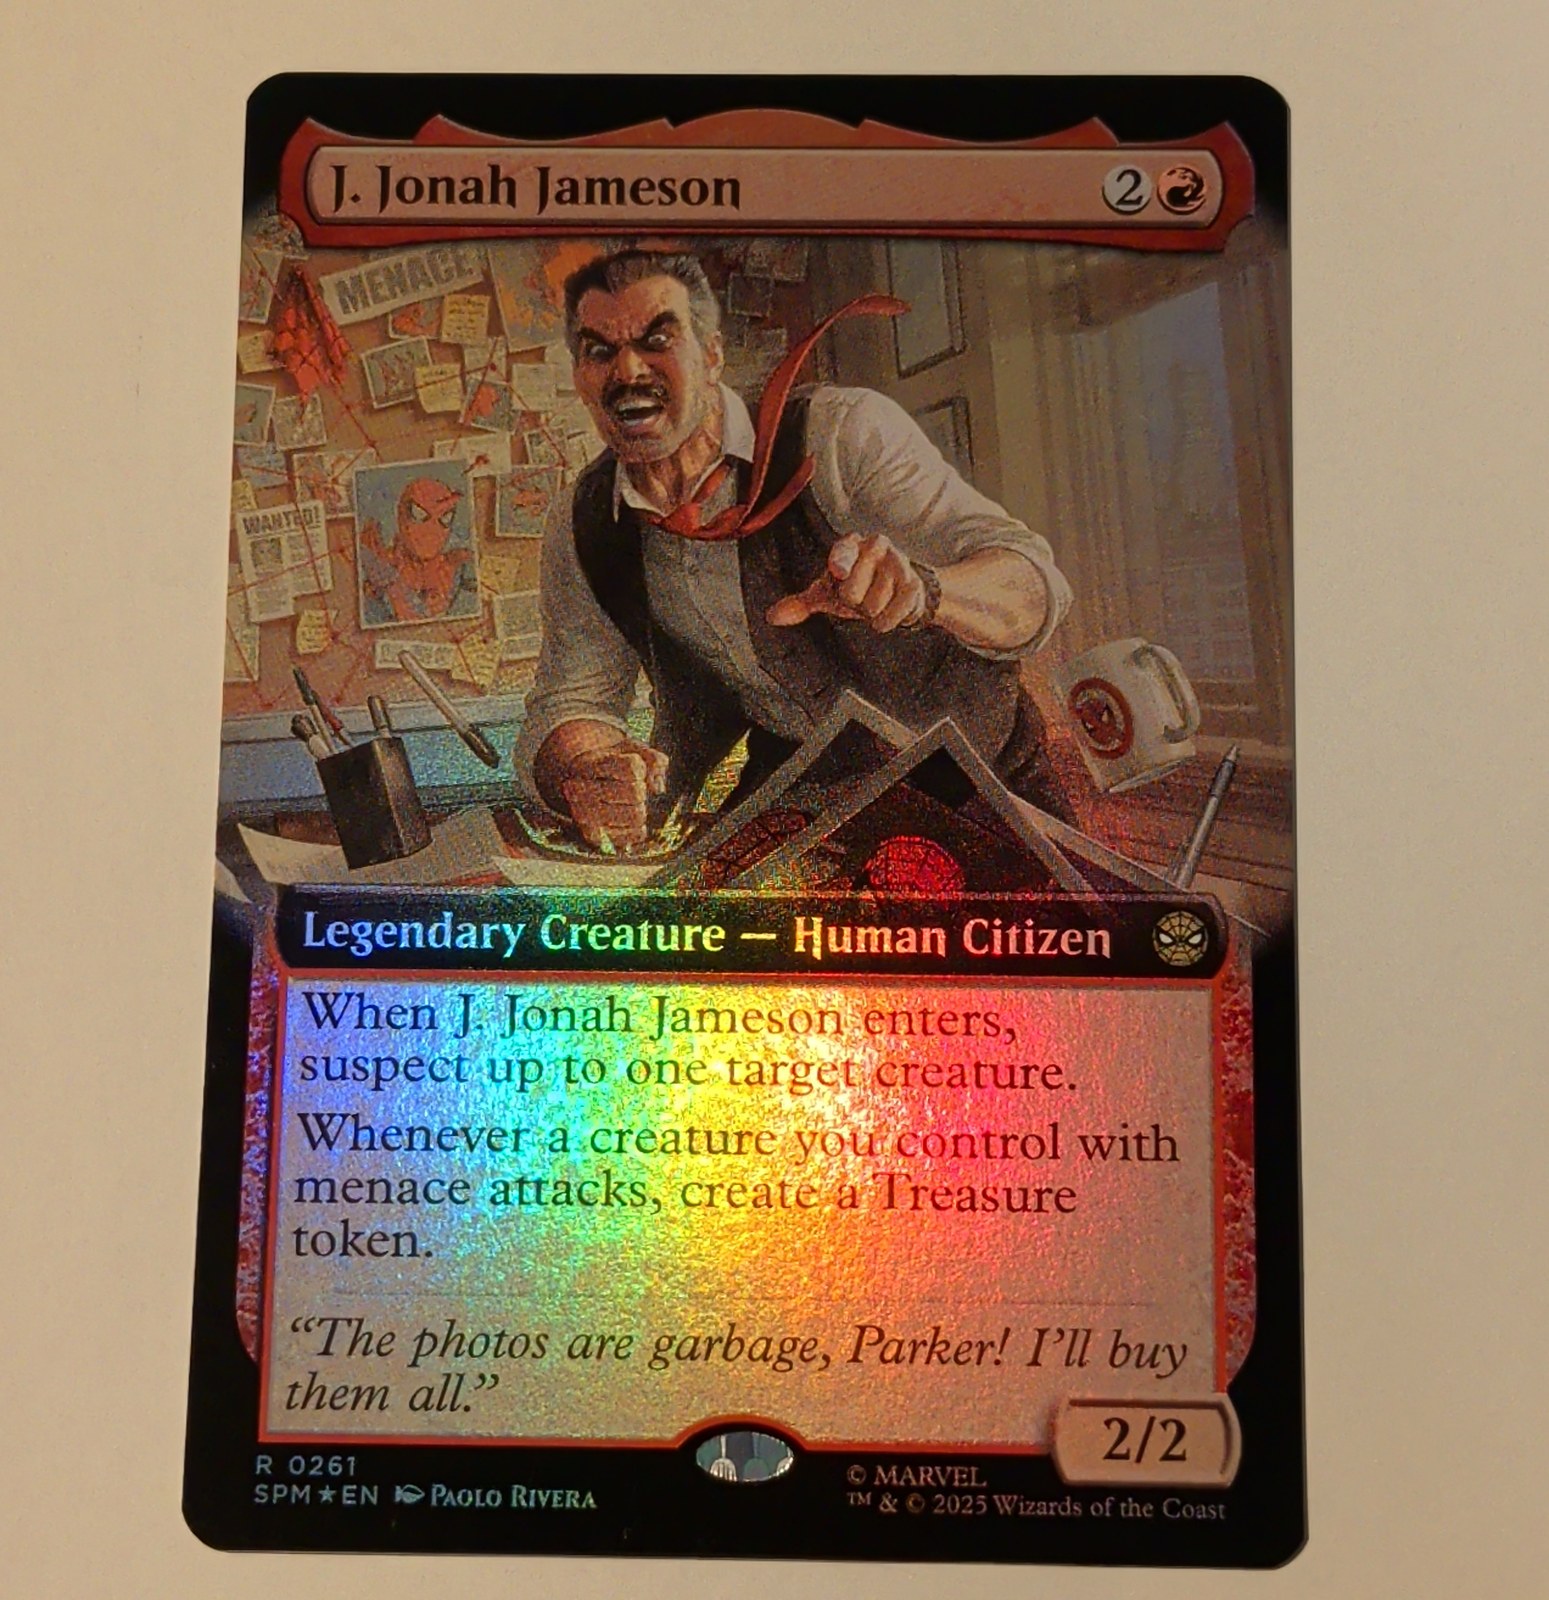 J. Jonah Jameson 2
MENACE
WANTED!
Legendary Creature — Human Citizen
When J. Jonah Jameson enters,
suspect up to one target creature.
Whenever a creature you control with
menace attacks, create a Treasure
token.
“The photos are garbage, Parker! I’ll buy
them all.”
2/2
R 0261
SPM★EN PAOLO RIVERA
© MARVEL
™ & © 2025 Wizards of the Coast